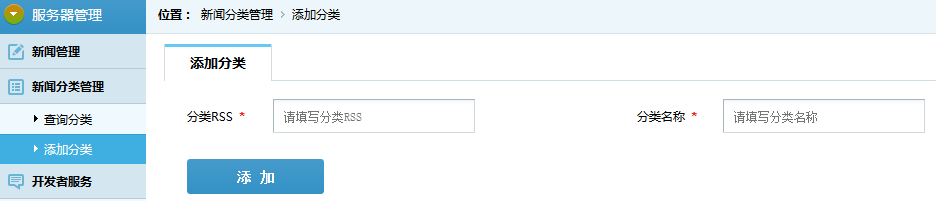 服务器管理
位置： 新闻分类管理 > 添加分类
新闻管理
新闻分类管理
查询分类
添加分类
开发者服务
添加分类
分类RSS * 请填写分类RSS 分类名称 * 请填写分类名称
添 加